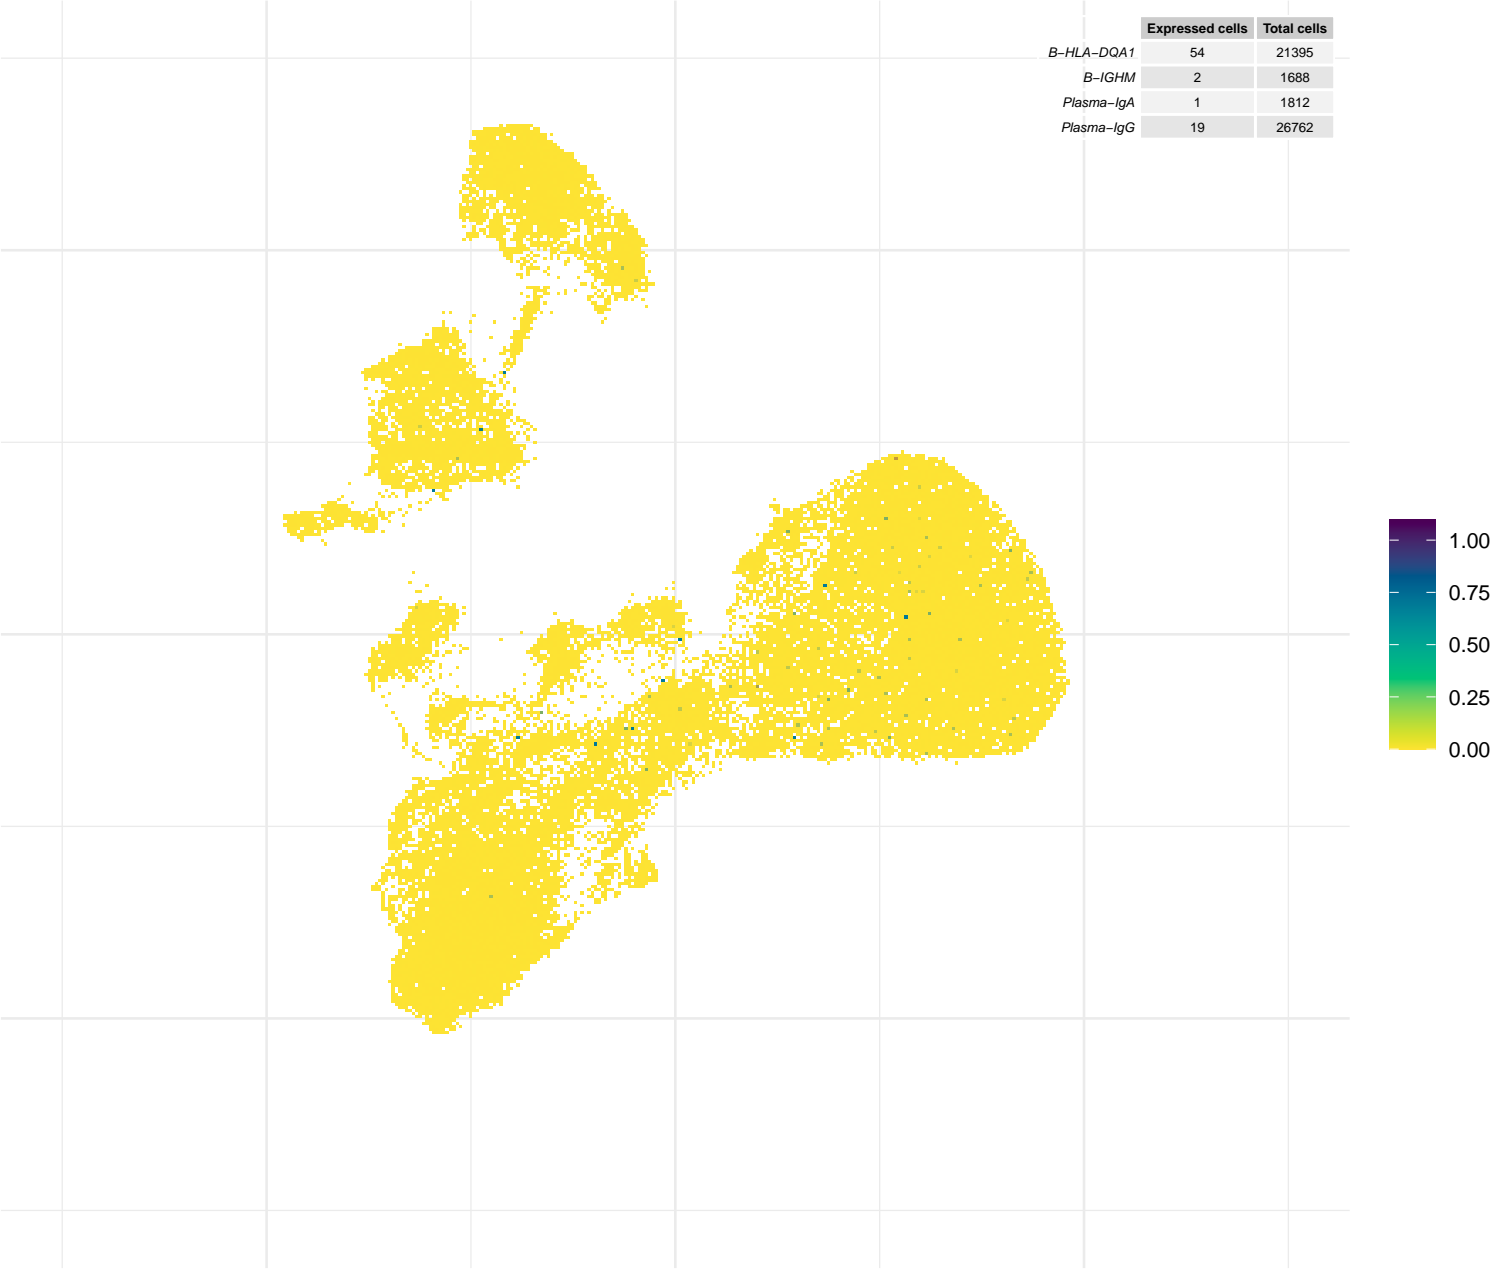 Expressed cells Total cells
B−HLA−DQA1 54 21395
B−IGHM 2 1688
Plasma−IgA 1 1812
Plasma−IgG 19 26762
1.00
0.75
0.50
0.25
0.00